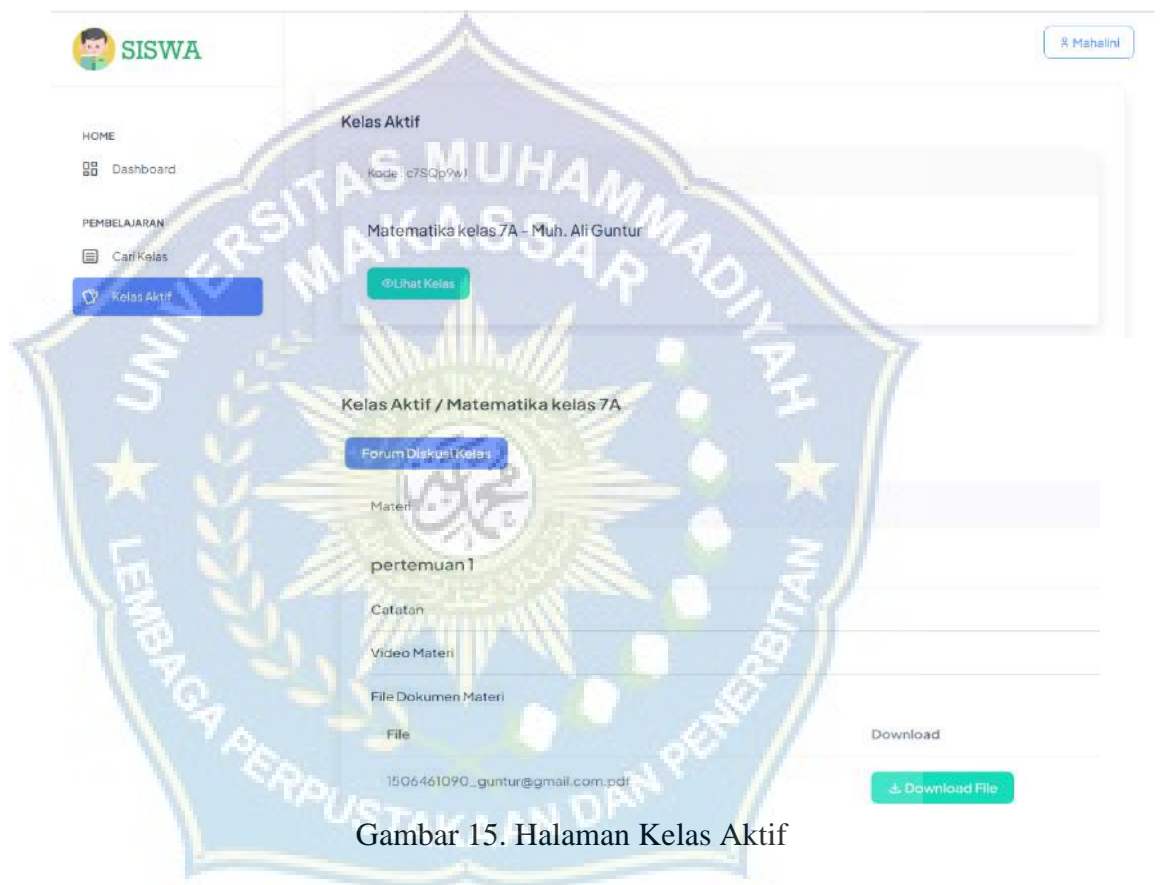 SISWA
Mahalini
HOME
Dashboard
PEMBELAJARAN
Cari Kelas
Kelas Aktif
Kelas Aktif
Kode : c7SQp9wJ
Matematika kelas 7A - Muh. Ali Guntur
Lihat Kelas
Kelas Aktif / Matematika kelas 7A
Forum Diskusi Kelas
Materi
pertemuan 1
Catatan
Video Materi
File Dokumen Materi
File Download
1506461090_guntur@gmail.com.pdf Download File
Gambar 15. Halaman Kelas Aktif
UNIVERSITAS MUHAMMADIYAH
MAKASSAR
LEMBAGA PERPUSTAKAAN DAN PENERBITAN